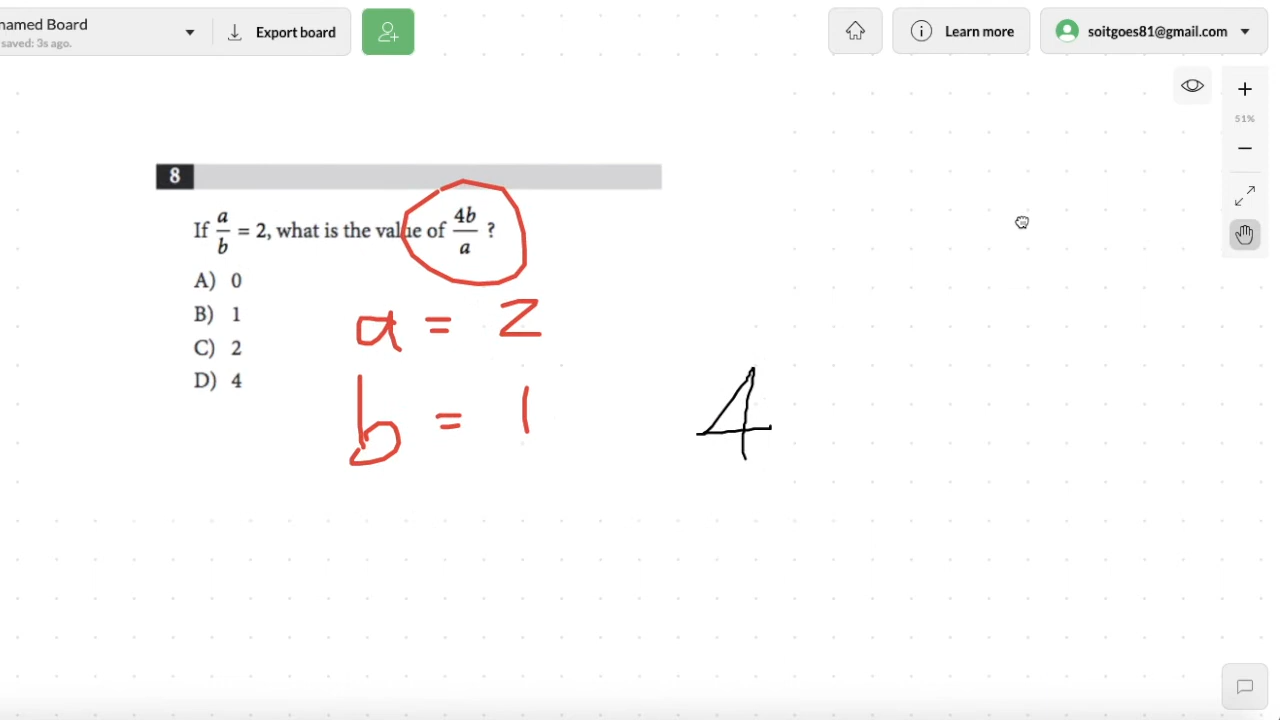 named Board
saved: 3s ago.
Export board
Learn more
soitgoes81@gmail.com
51%
8
If a/b = 2, what is the value of 4b/a ?
A) 0
B) 1
C) 2
D) 4
a = 2
b = 1
4